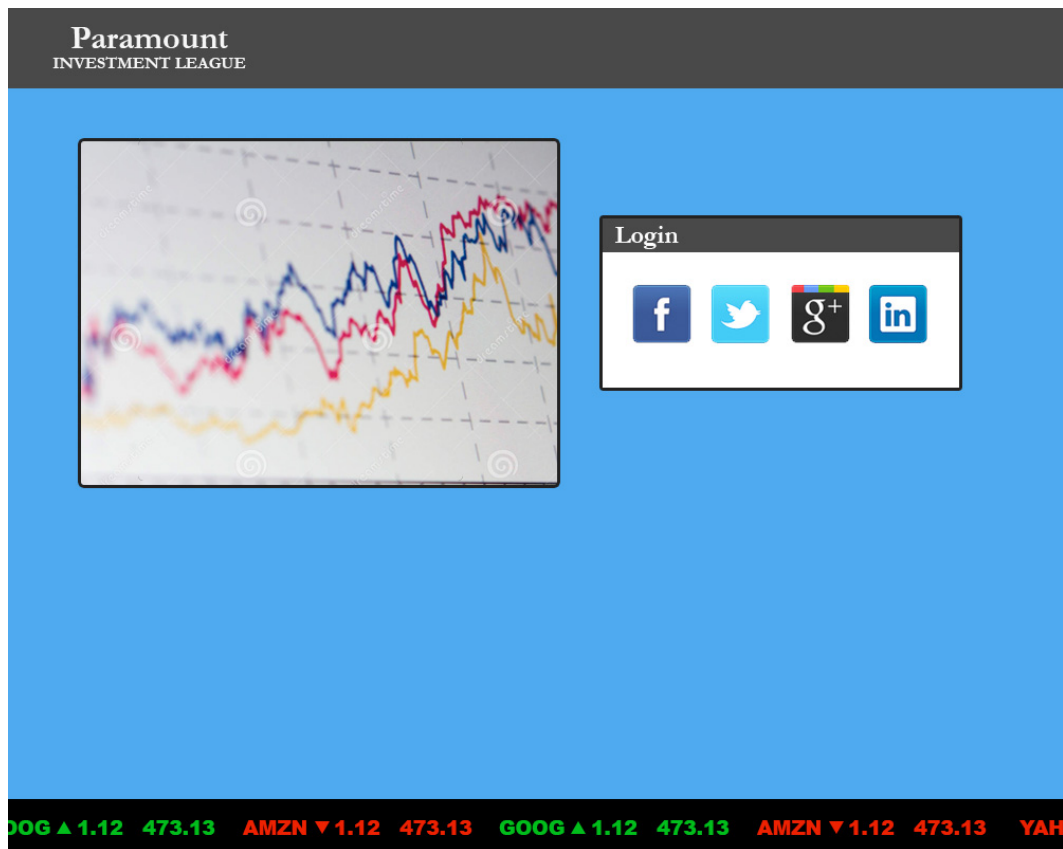 Paramount
INVESTMENT LEAGUE
Login
f
g+
in
OOG ▲ 1.12 473.13 AMZN ▼ 1.12 473.13 GOOG ▲ 1.12 473.13 AMZN ▼ 1.12 473.13 YAH